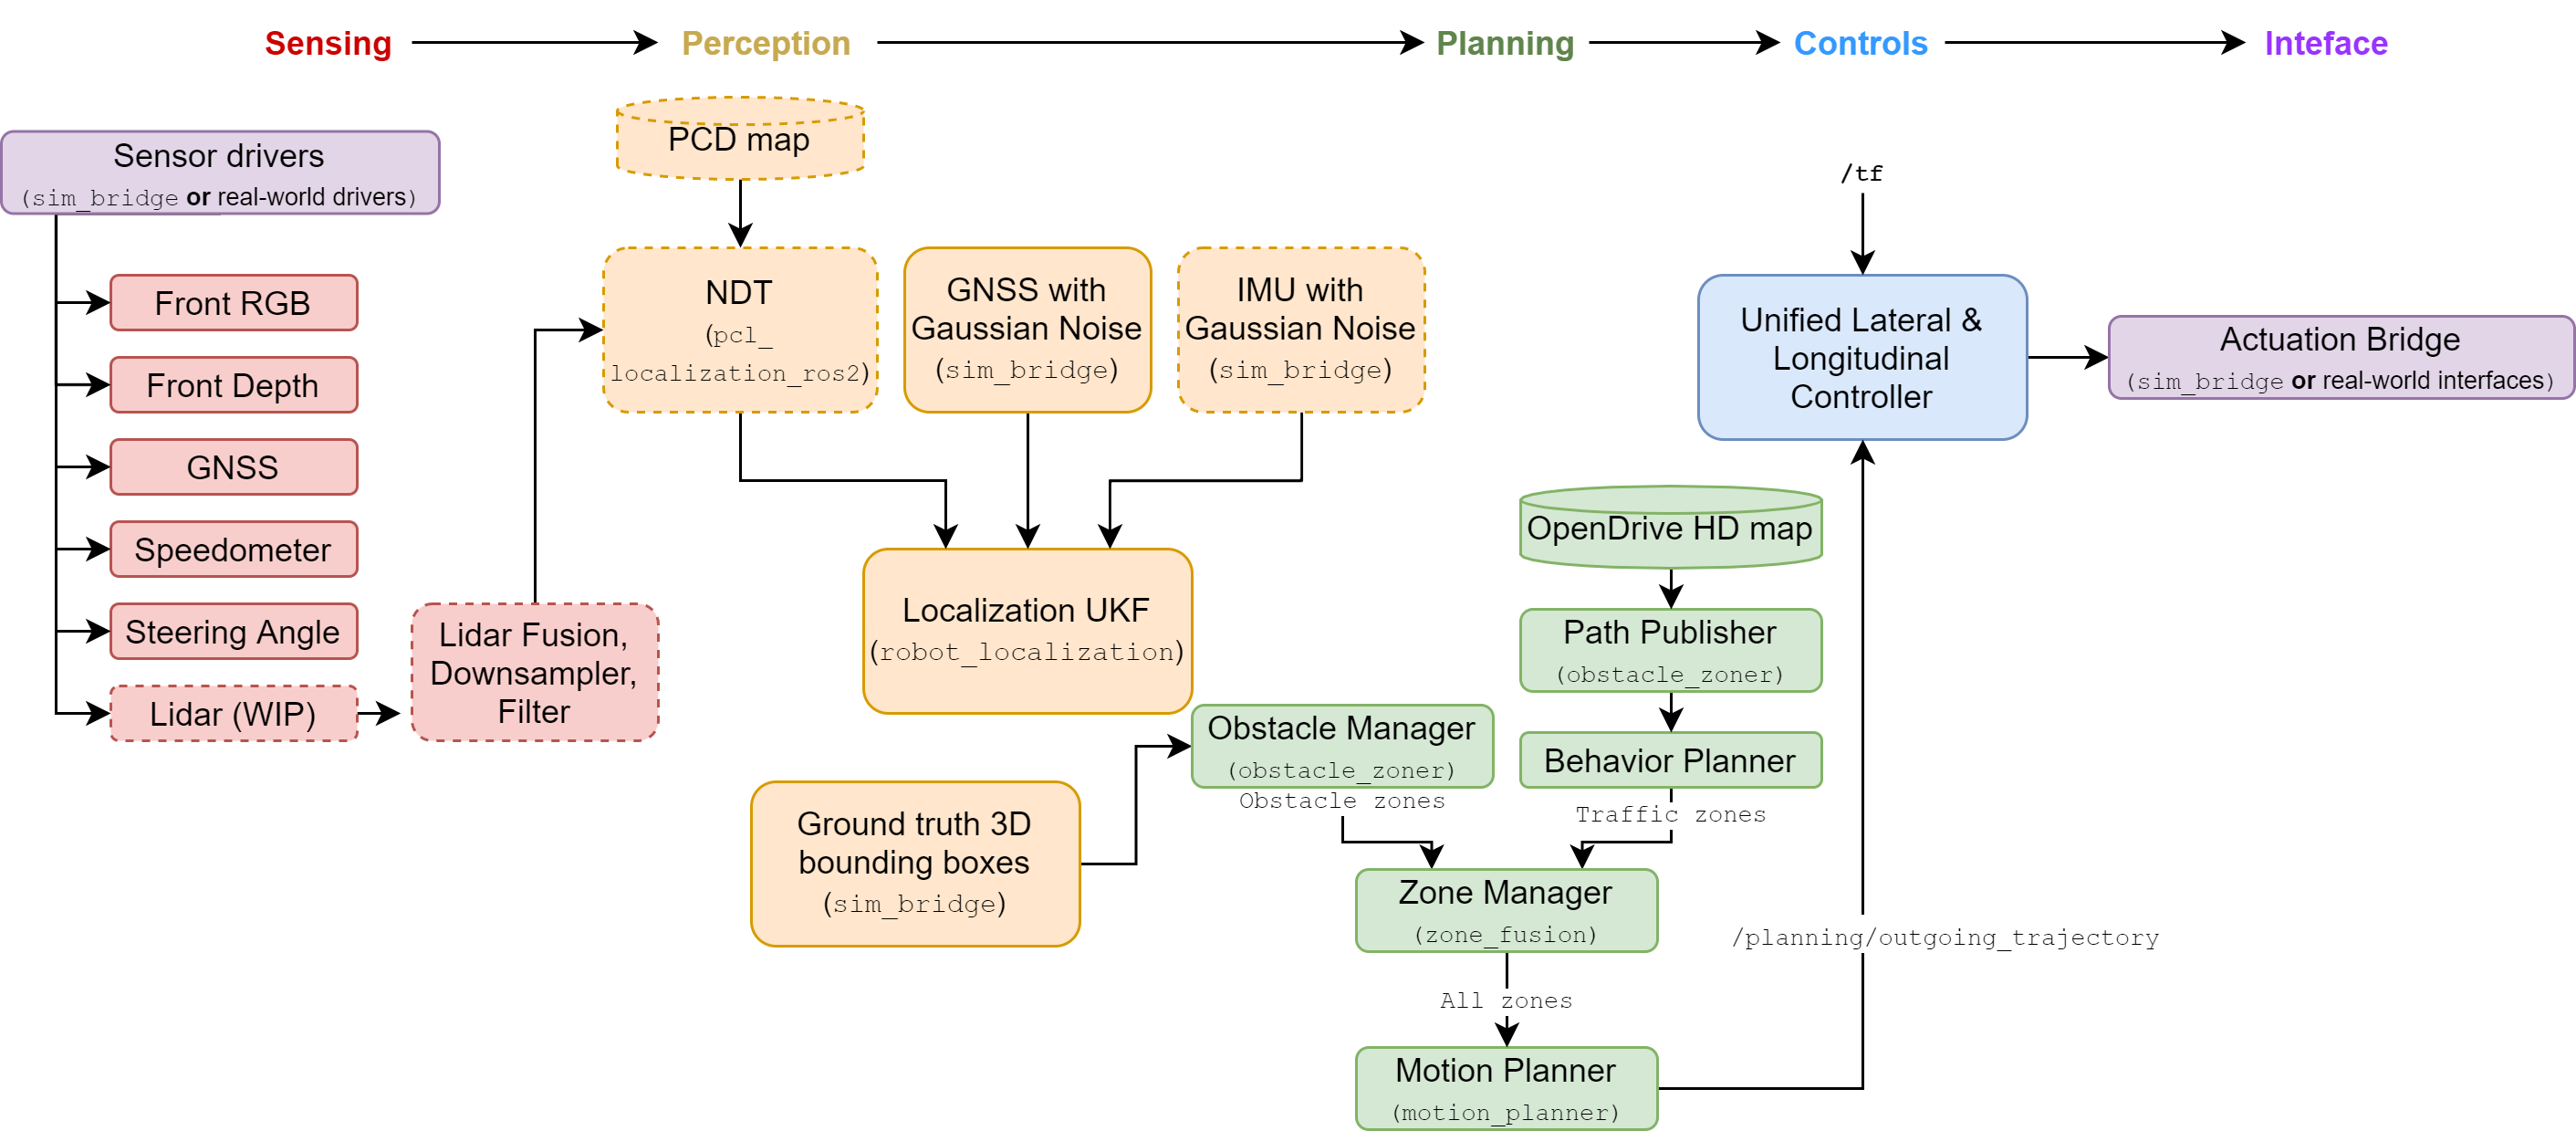 Sensing
Perception
Planning
Controls
Inteface
Sensor drivers
(sim_bridge or real-world drivers)
Front RGB
Front Depth
GNSS
Speedometer
Steering Angle
Lidar (WIP)
Lidar Fusion,
Downsampler,
Filter
PCD map
NDT
(pcl_
localization_ros2)
GNSS with
Gaussian Noise
(sim_bridge)
IMU with
Gaussian Noise
(sim_bridge)
Localization UKF
(robot_localization)
Ground truth 3D
bounding boxes
(sim_bridge)
Obstacle Manager
(obstacle_zoner)
Obstacle zones
OpenDrive HD map
Path Publisher
(obstacle_zoner)
Behavior Planner
Traffic zones
Zone Manager
(zone_fusion)
All zones
Motion Planner
(motion_planner)
/planning/outgoing_trajectory
/tf
Unified Lateral &
Longitudinal
Controller
Actuation Bridge
(sim_bridge or real-world interfaces)